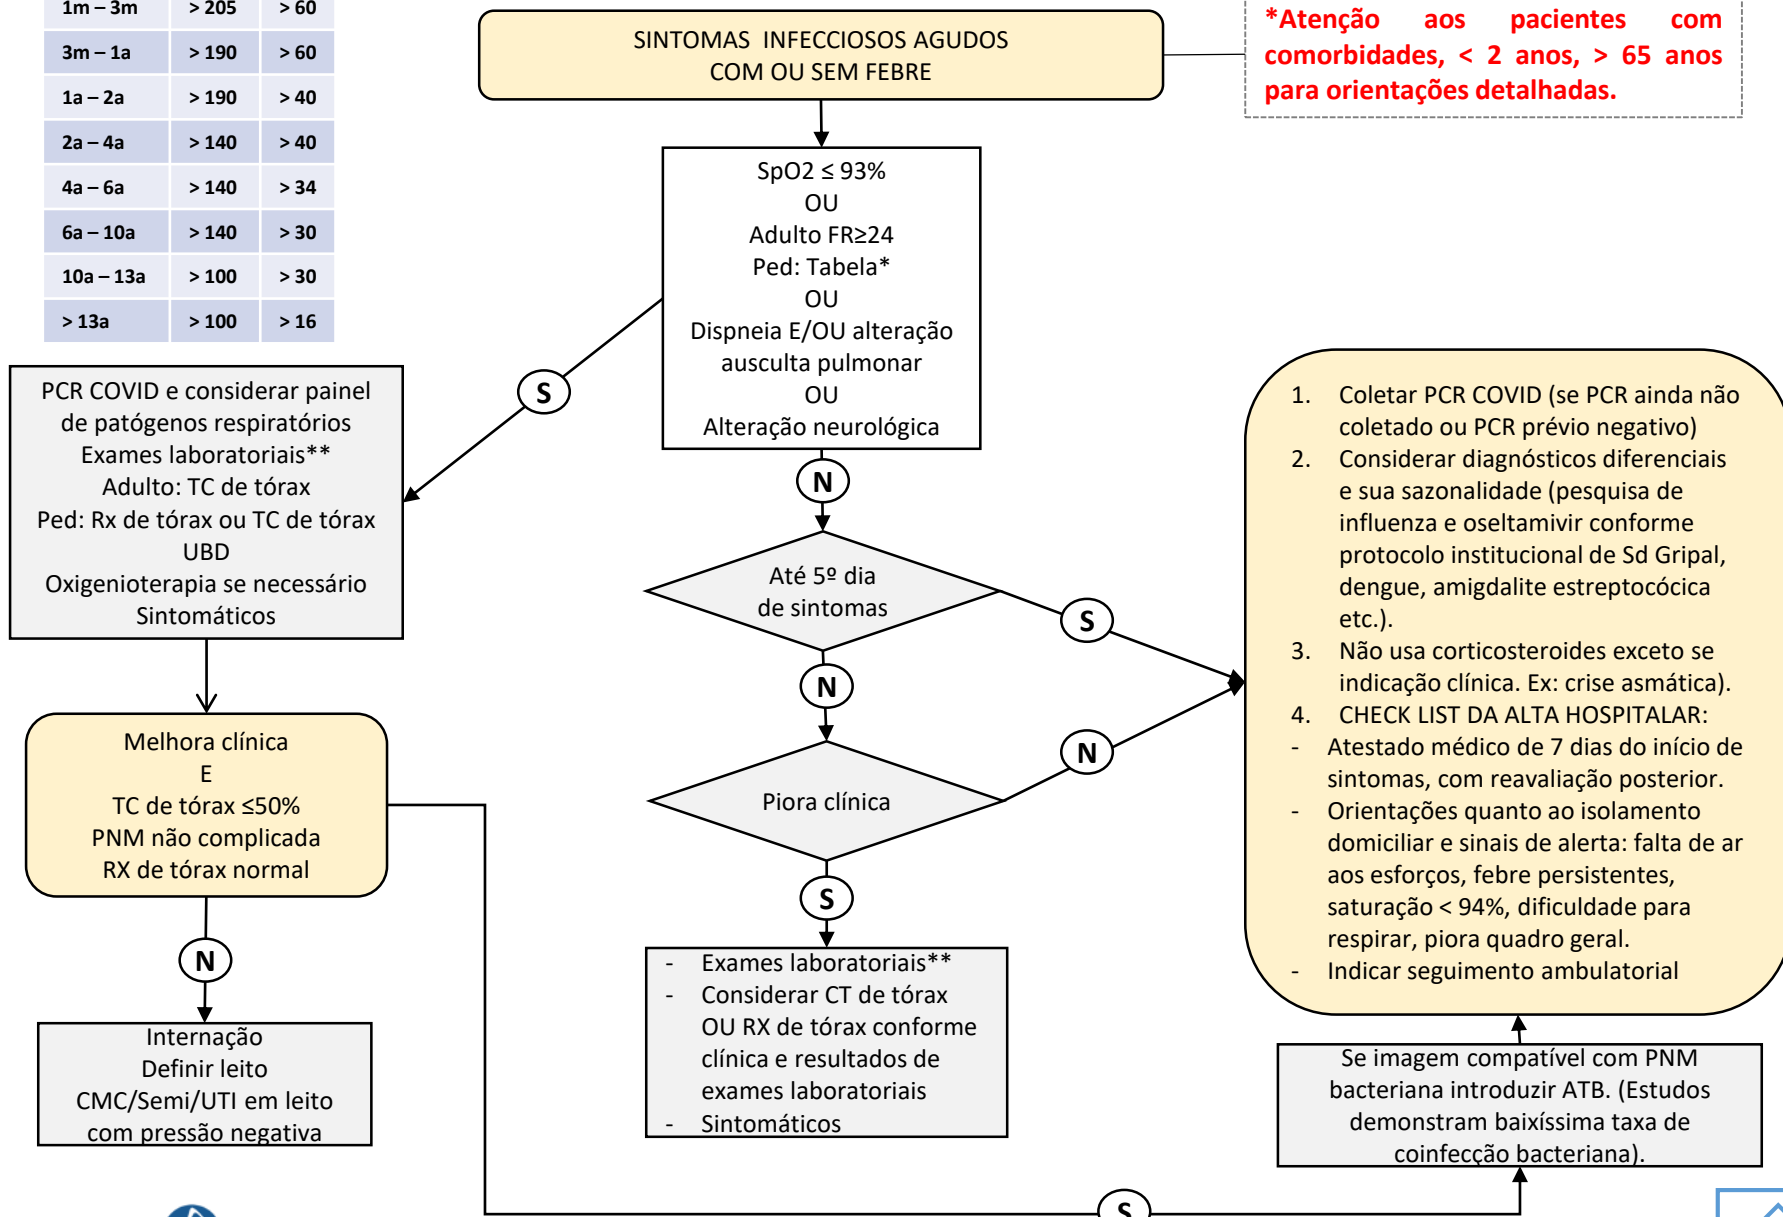 1m – 3m > 205 > 60
3m – 1a > 190 > 60
1a – 2a > 190 > 40
2a – 4a > 140 > 40
4a – 6a > 140 > 34
6a – 10a > 140 > 30
10a – 13a > 100 > 30
> 13a > 100 > 16
SINTOMAS INFECCIOSOS AGUDOS
COM OU SEM FEBRE
*Atenção aos pacientes com
comorbidades, < 2 anos, > 65 anos
para orientações detalhadas.
SpO2 ≤ 93%
OU
Adulto FR≥24
Ped: Tabela*
OU
Dispneia E/OU alteração
ausculta pulmonar
OU
Alteração neurológica
S
N
PCR COVID e considerar painel
de patógenos respiratórios
Exames laboratoriais**
Adulto: TC de tórax
Ped: Rx de tórax ou TC de tórax
UBD
Oxigenioterapia se necessário
Sintomáticos
Até 5º dia
de sintomas
S
N
Melhora clínica
E
TC de tórax ≤50%
PNM não complicada
RX de tórax normal
N
Piora clínica
N
S
Internação
Definir leito
CMC/Semi/UTI em leito
com pressão negativa
- Exames laboratoriais**
- Considerar CT de tórax
OU RX de tórax conforme
clínica e resultados de
exames laboratoriais
- Sintomáticos
1. Coletar PCR COVID (se PCR ainda não
coletado ou PCR prévio negativo)
2. Considerar diagnósticos diferenciais
e sua sazonalidade (pesquisa de
influenza e oseltamivir conforme
protocolo institucional de Sd Gripal,
dengue, amigdalite estreptocócica
etc.).
3. Não usa corticosteroides exceto se
indicação clínica. Ex: crise asmática).
4. CHECK LIST DA ALTA HOSPITALAR:
- Atestado médico de 7 dias do início de
sintomas, com reavaliação posterior.
- Orientações quanto ao isolamento
domiciliar e sinais de alerta: falta de ar
aos esforços, febre persistentes,
saturação < 94%, dificuldade para
respirar, piora quadro geral.
- Indicar seguimento ambulatorial
Se imagem compatível com PNM
bacteriana introduzir ATB. (Estudos
demonstram baixíssima taxa de
coinfecção bacteriana).
S